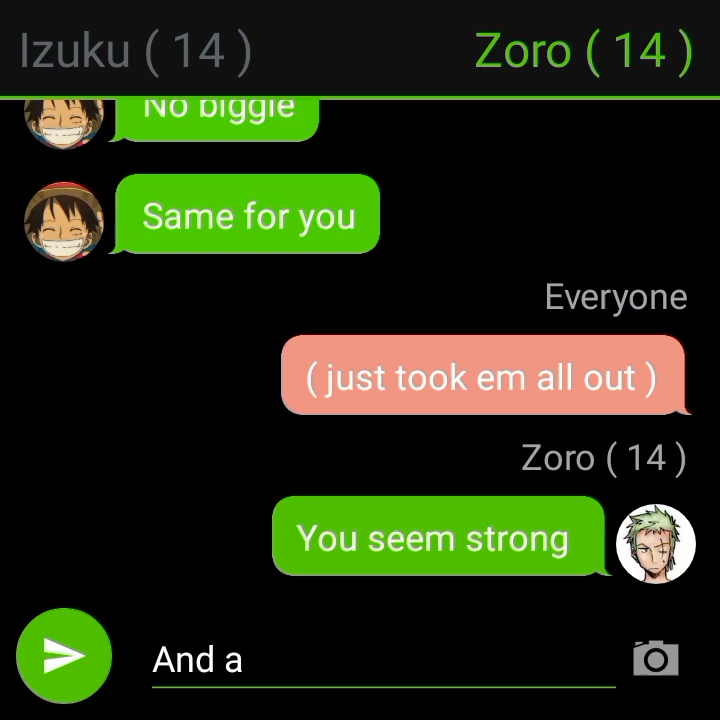 Izuku ( 14 ) Zoro ( 14 )
No biggie
Same for you
Everyone
( just took em all out )
Zoro ( 14 )
You seem strong
And a